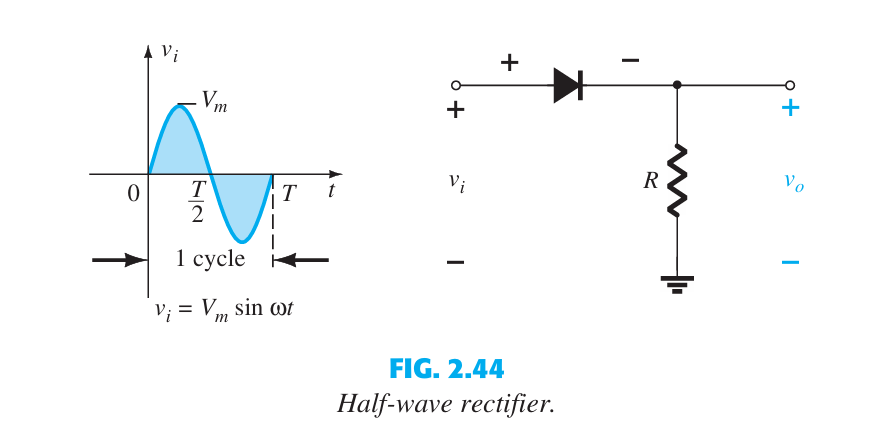 v_i
V_m
0
T/2
T
t
1 cycle
v_i = V_m sin ωt
+ −
+
v_i
−
R
+
v_o
−
FIG. 2.44
Half-wave rectifier.